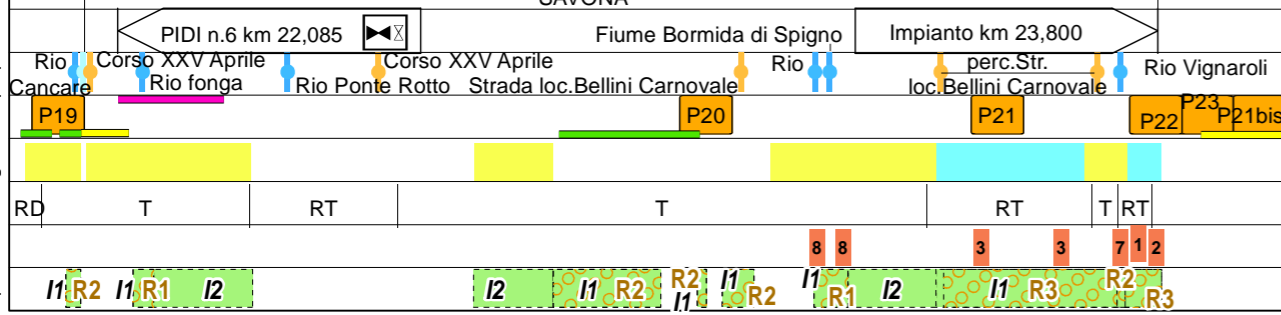 SAVONA
PIDI n.6 km 22,085
Fiume Bormida di Spigno
Impianto km 23,800
Rio Cancare
Corso XXV Aprile
Rio fonga
Rio Ponte Rotto
Corso XXV Aprile
Strada loc.Bellini Carnovale
Rio
perc.Str.
loc.Bellini Carnovale
Rio Vignaroli
P19 P20 P21 P22 P23 P21bis
RD T RT T RT T RT
8 8 3 3 7 1 2
I1 R2 I1 R1 I2 I2 I1 R2 R2 I1 I1 R2 I1 R1 I2 I1 R3 R2 R3